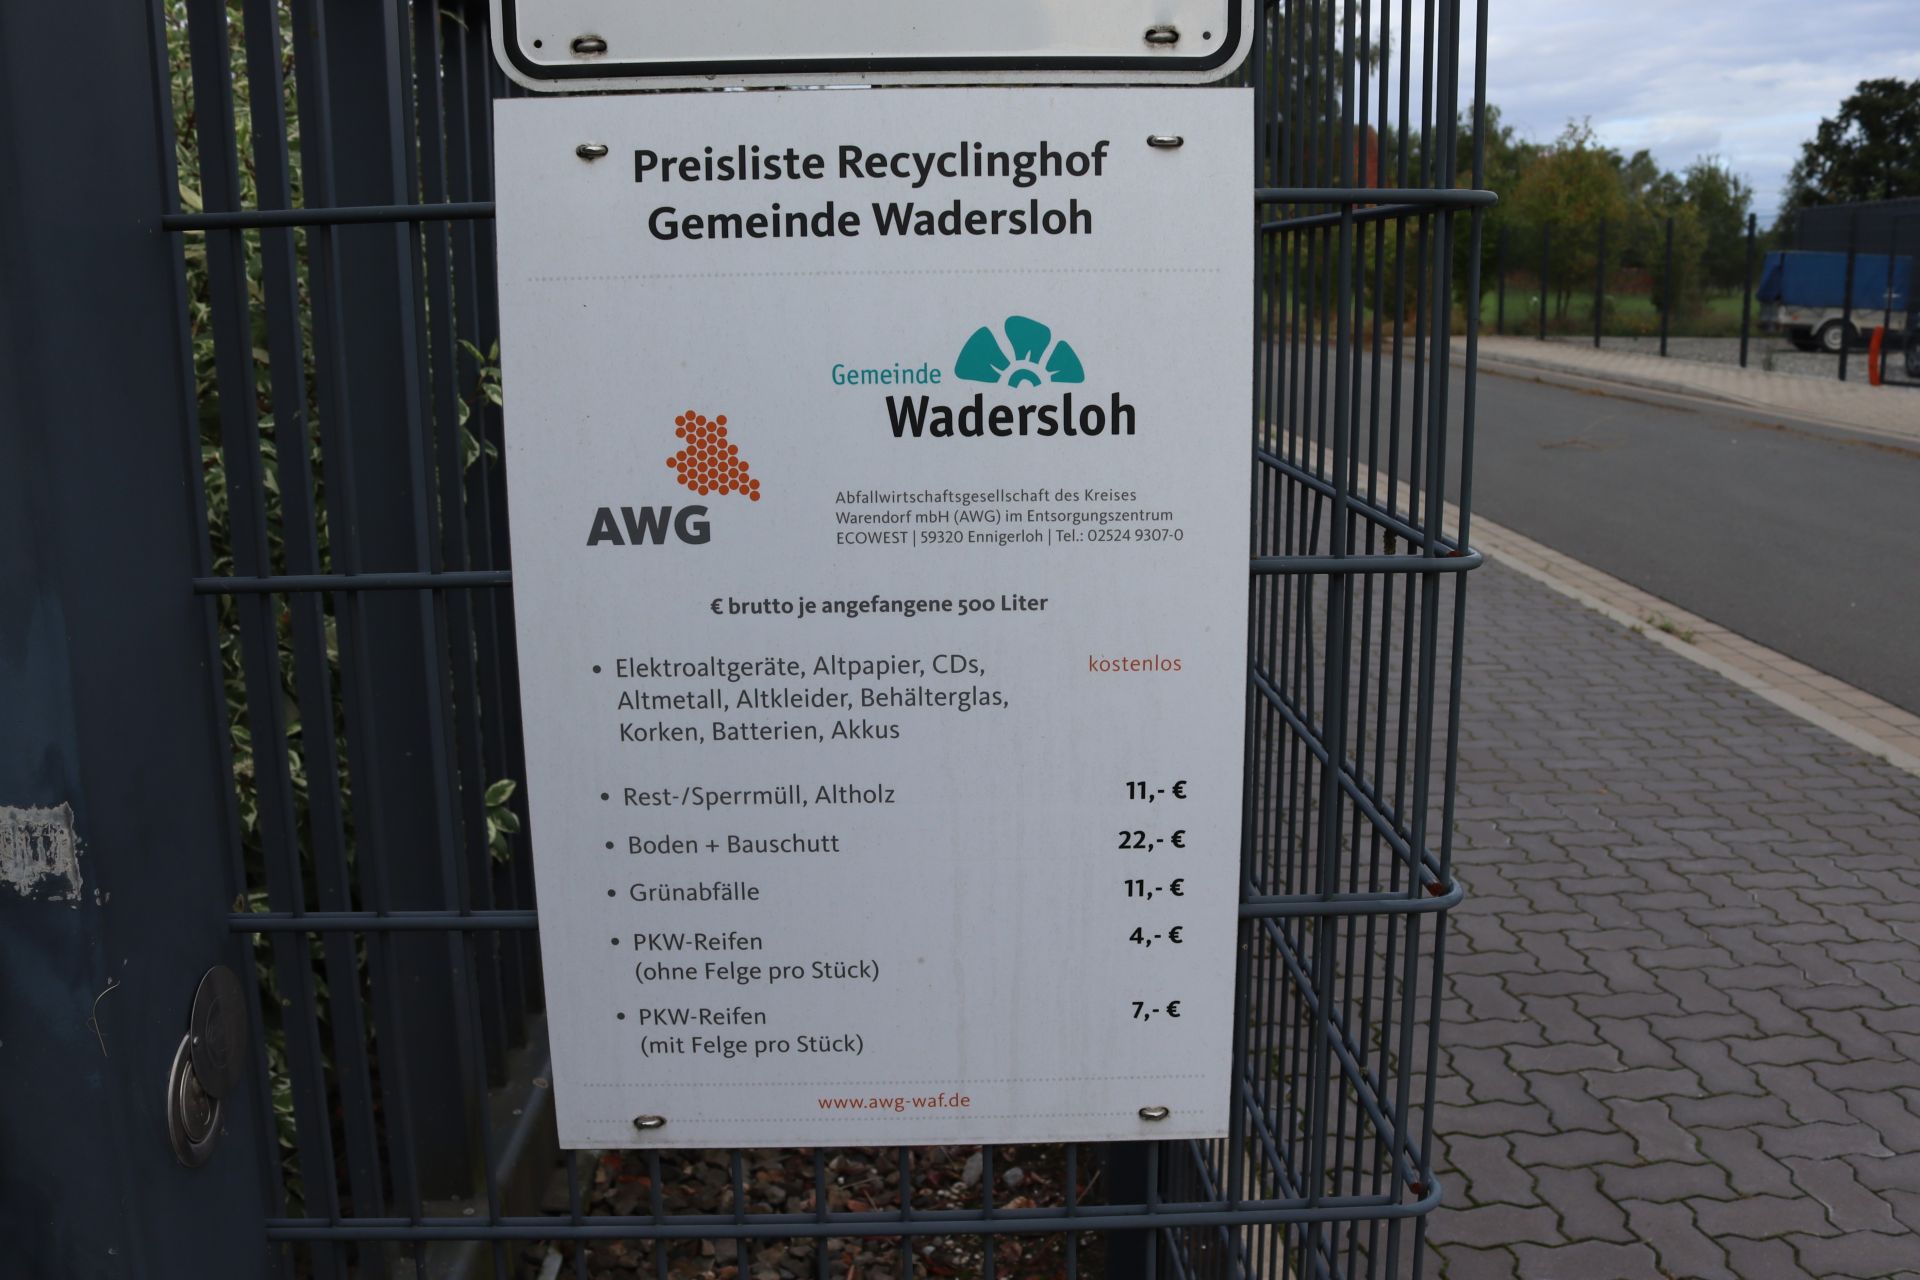 Preisliste Recyclinghof
Gemeinde Wadersloh
Gemeinde
Wadersloh
AWG
Abfallwirtschaftsgesellschaft des Kreises
Warendorf mbH (AWG) im Entsorgungszentrum
ECOWEST | 59320 Ennigerloh | Tel.: 02524 9307-0
€ brutto je angefangene 500 Liter
• Elektroaltgeräte, Altpapier, CDs, kostenlos
Altmetall, Altkleider, Behälterglas,
Korken, Batterien, Akkus
• Rest-/Sperrmüll, Altholz 11,- €
• Boden + Bauschutt 22,- €
• Grünabfälle 11,- €
• PKW-Reifen 4,- €
(ohne Felge pro Stück)
• PKW-Reifen 7,- €
(mit Felge pro Stück)
www.awg-waf.de